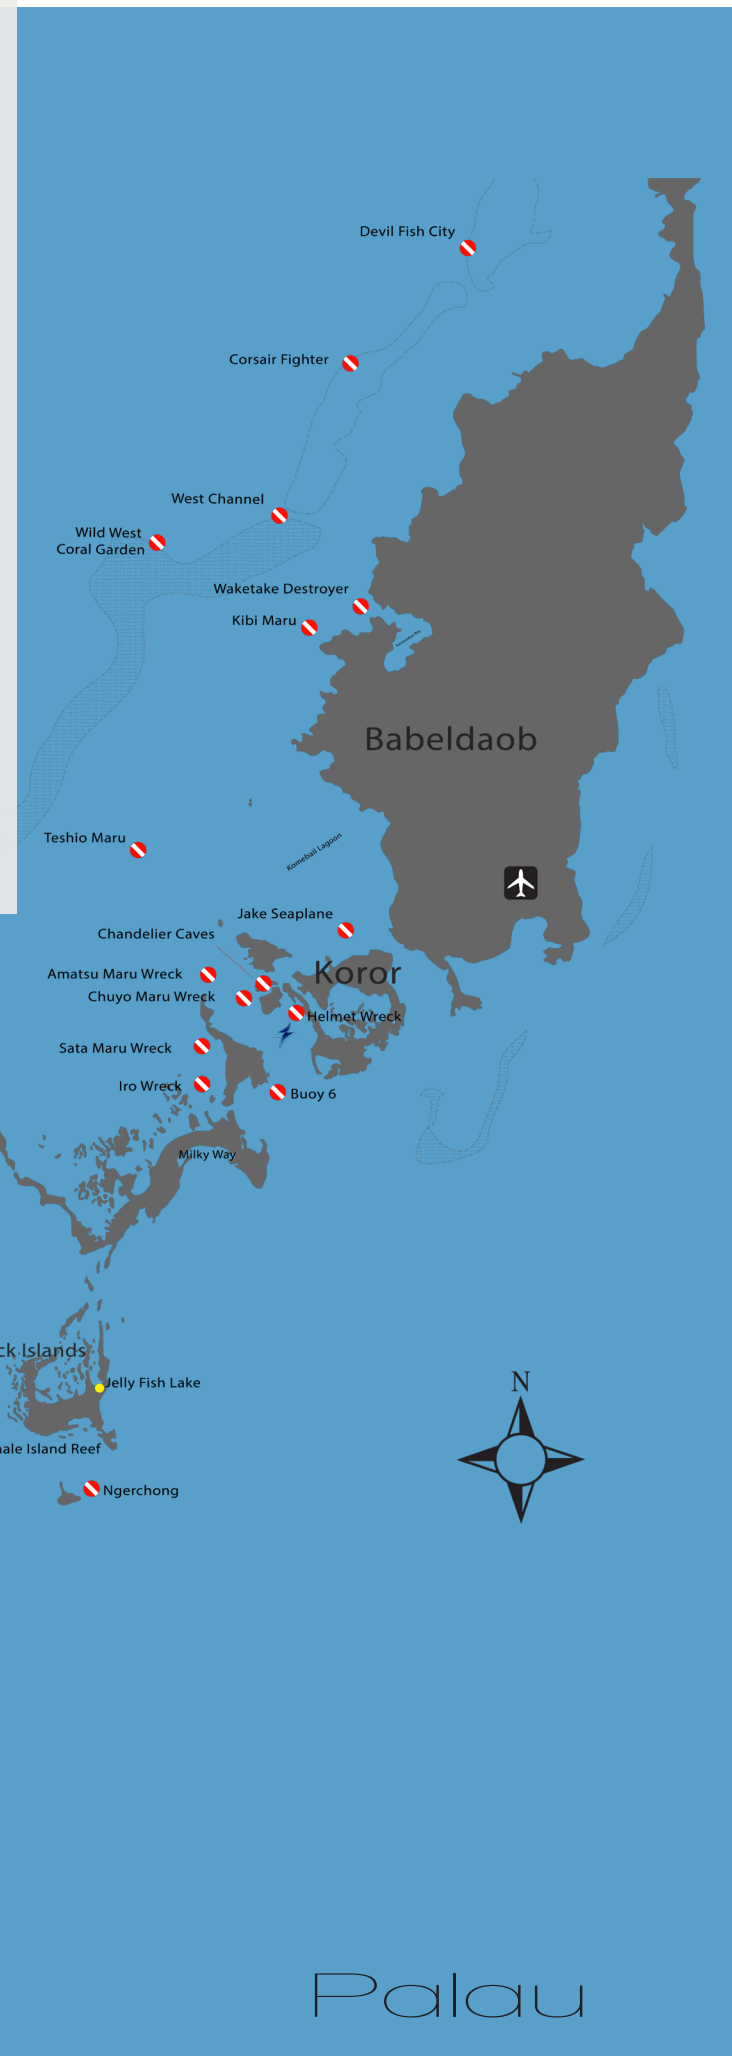 Devil Fish City
Corsair Fighter
West Channel
Wild West
Coral Garden
Waketake Destroyer
Kibi Maru
Babeldaob
Teshio Maru
Komebail Lagoon
Jake Seaplane
Chandelier Caves
Amatsu Maru Wreck
Koror
Chuyo Maru Wreck
Helmet Wreck
Sata Maru Wreck
Iro Wreck
Buoy 6
Milky Way
ck Islands
Jelly Fish Lake
N
ale Island Reef
Ngerchong
Palau